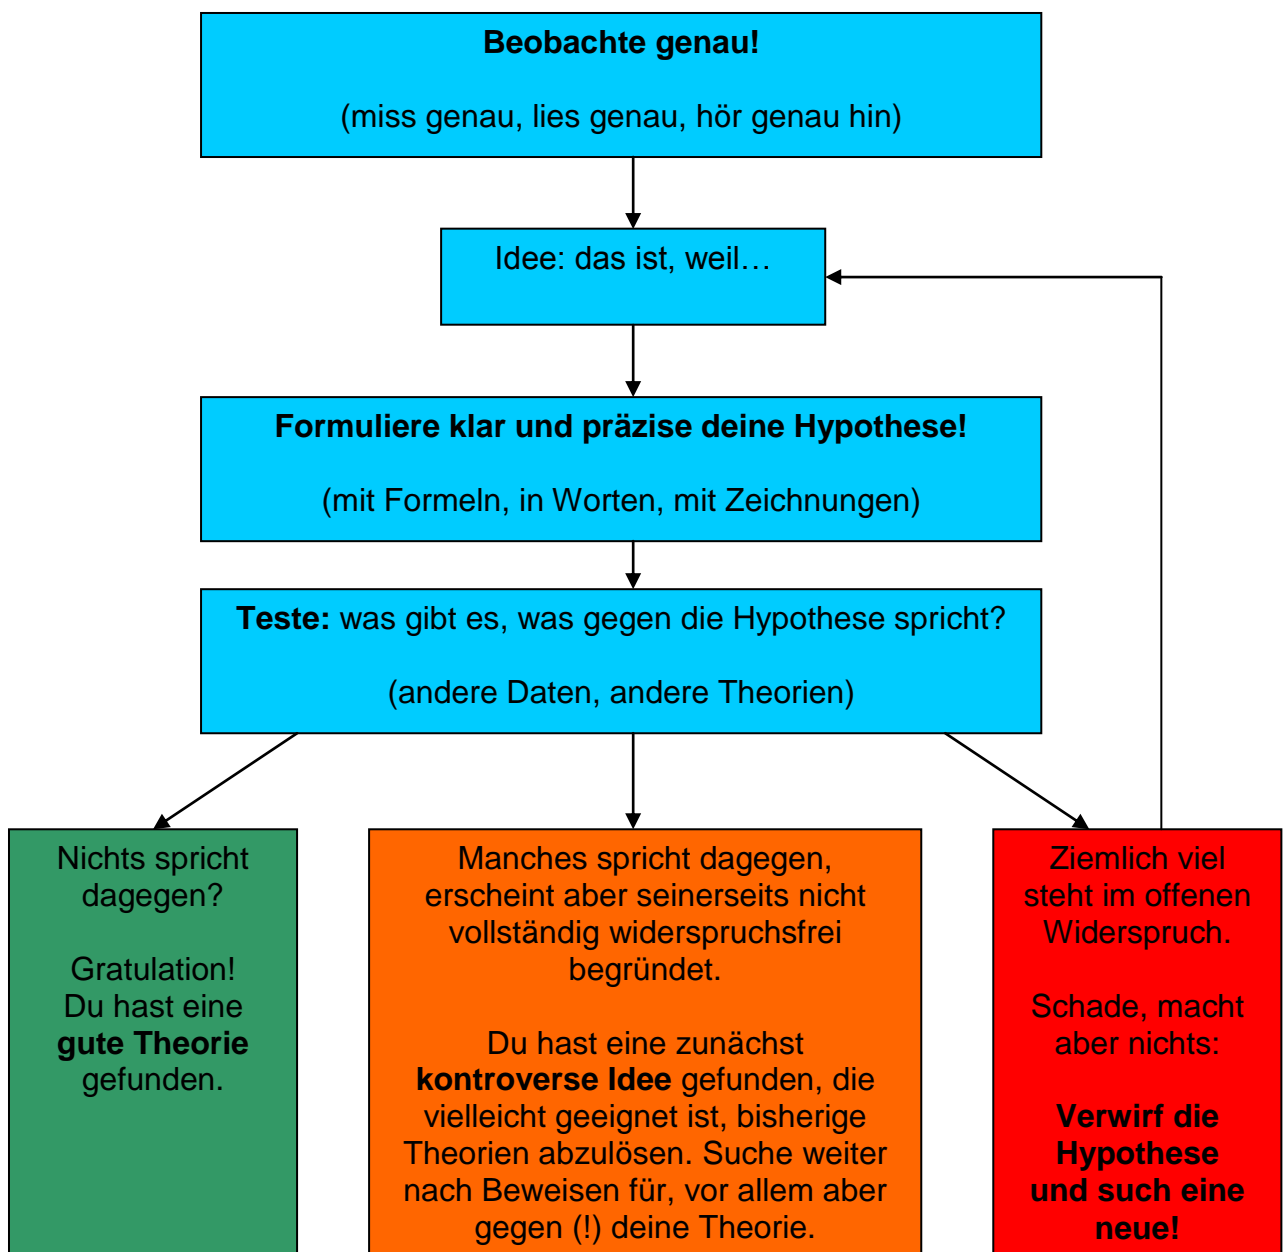 Beobachte genau!
(miss genau, lies genau, hör genau hin)
Idee: das ist, weil…
Formuliere klar und präzise deine Hypothese!
(mit Formeln, in Worten, mit Zeichnungen)
Teste: was gibt es, was gegen die Hypothese spricht?
(andere Daten, andere Theorien)
Nichts spricht
dagegen?
Gratulation!
Du hast eine
gute Theorie
gefunden.
Manches spricht dagegen,
erscheint aber seinerseits nicht
vollständig widerspruchsfrei
begründet.
Du hast eine zunächst
kontroverse Idee gefunden, die
vielleicht geeignet ist, bisherige
Theorien abzulösen. Suche weiter
nach Beweisen für, vor allem aber
gegen (!) deine Theorie.
Ziemlich viel
steht im offenen
Widerspruch.
Schade, macht
aber nichts:
Verwirf die
Hypothese
und such eine
neue!